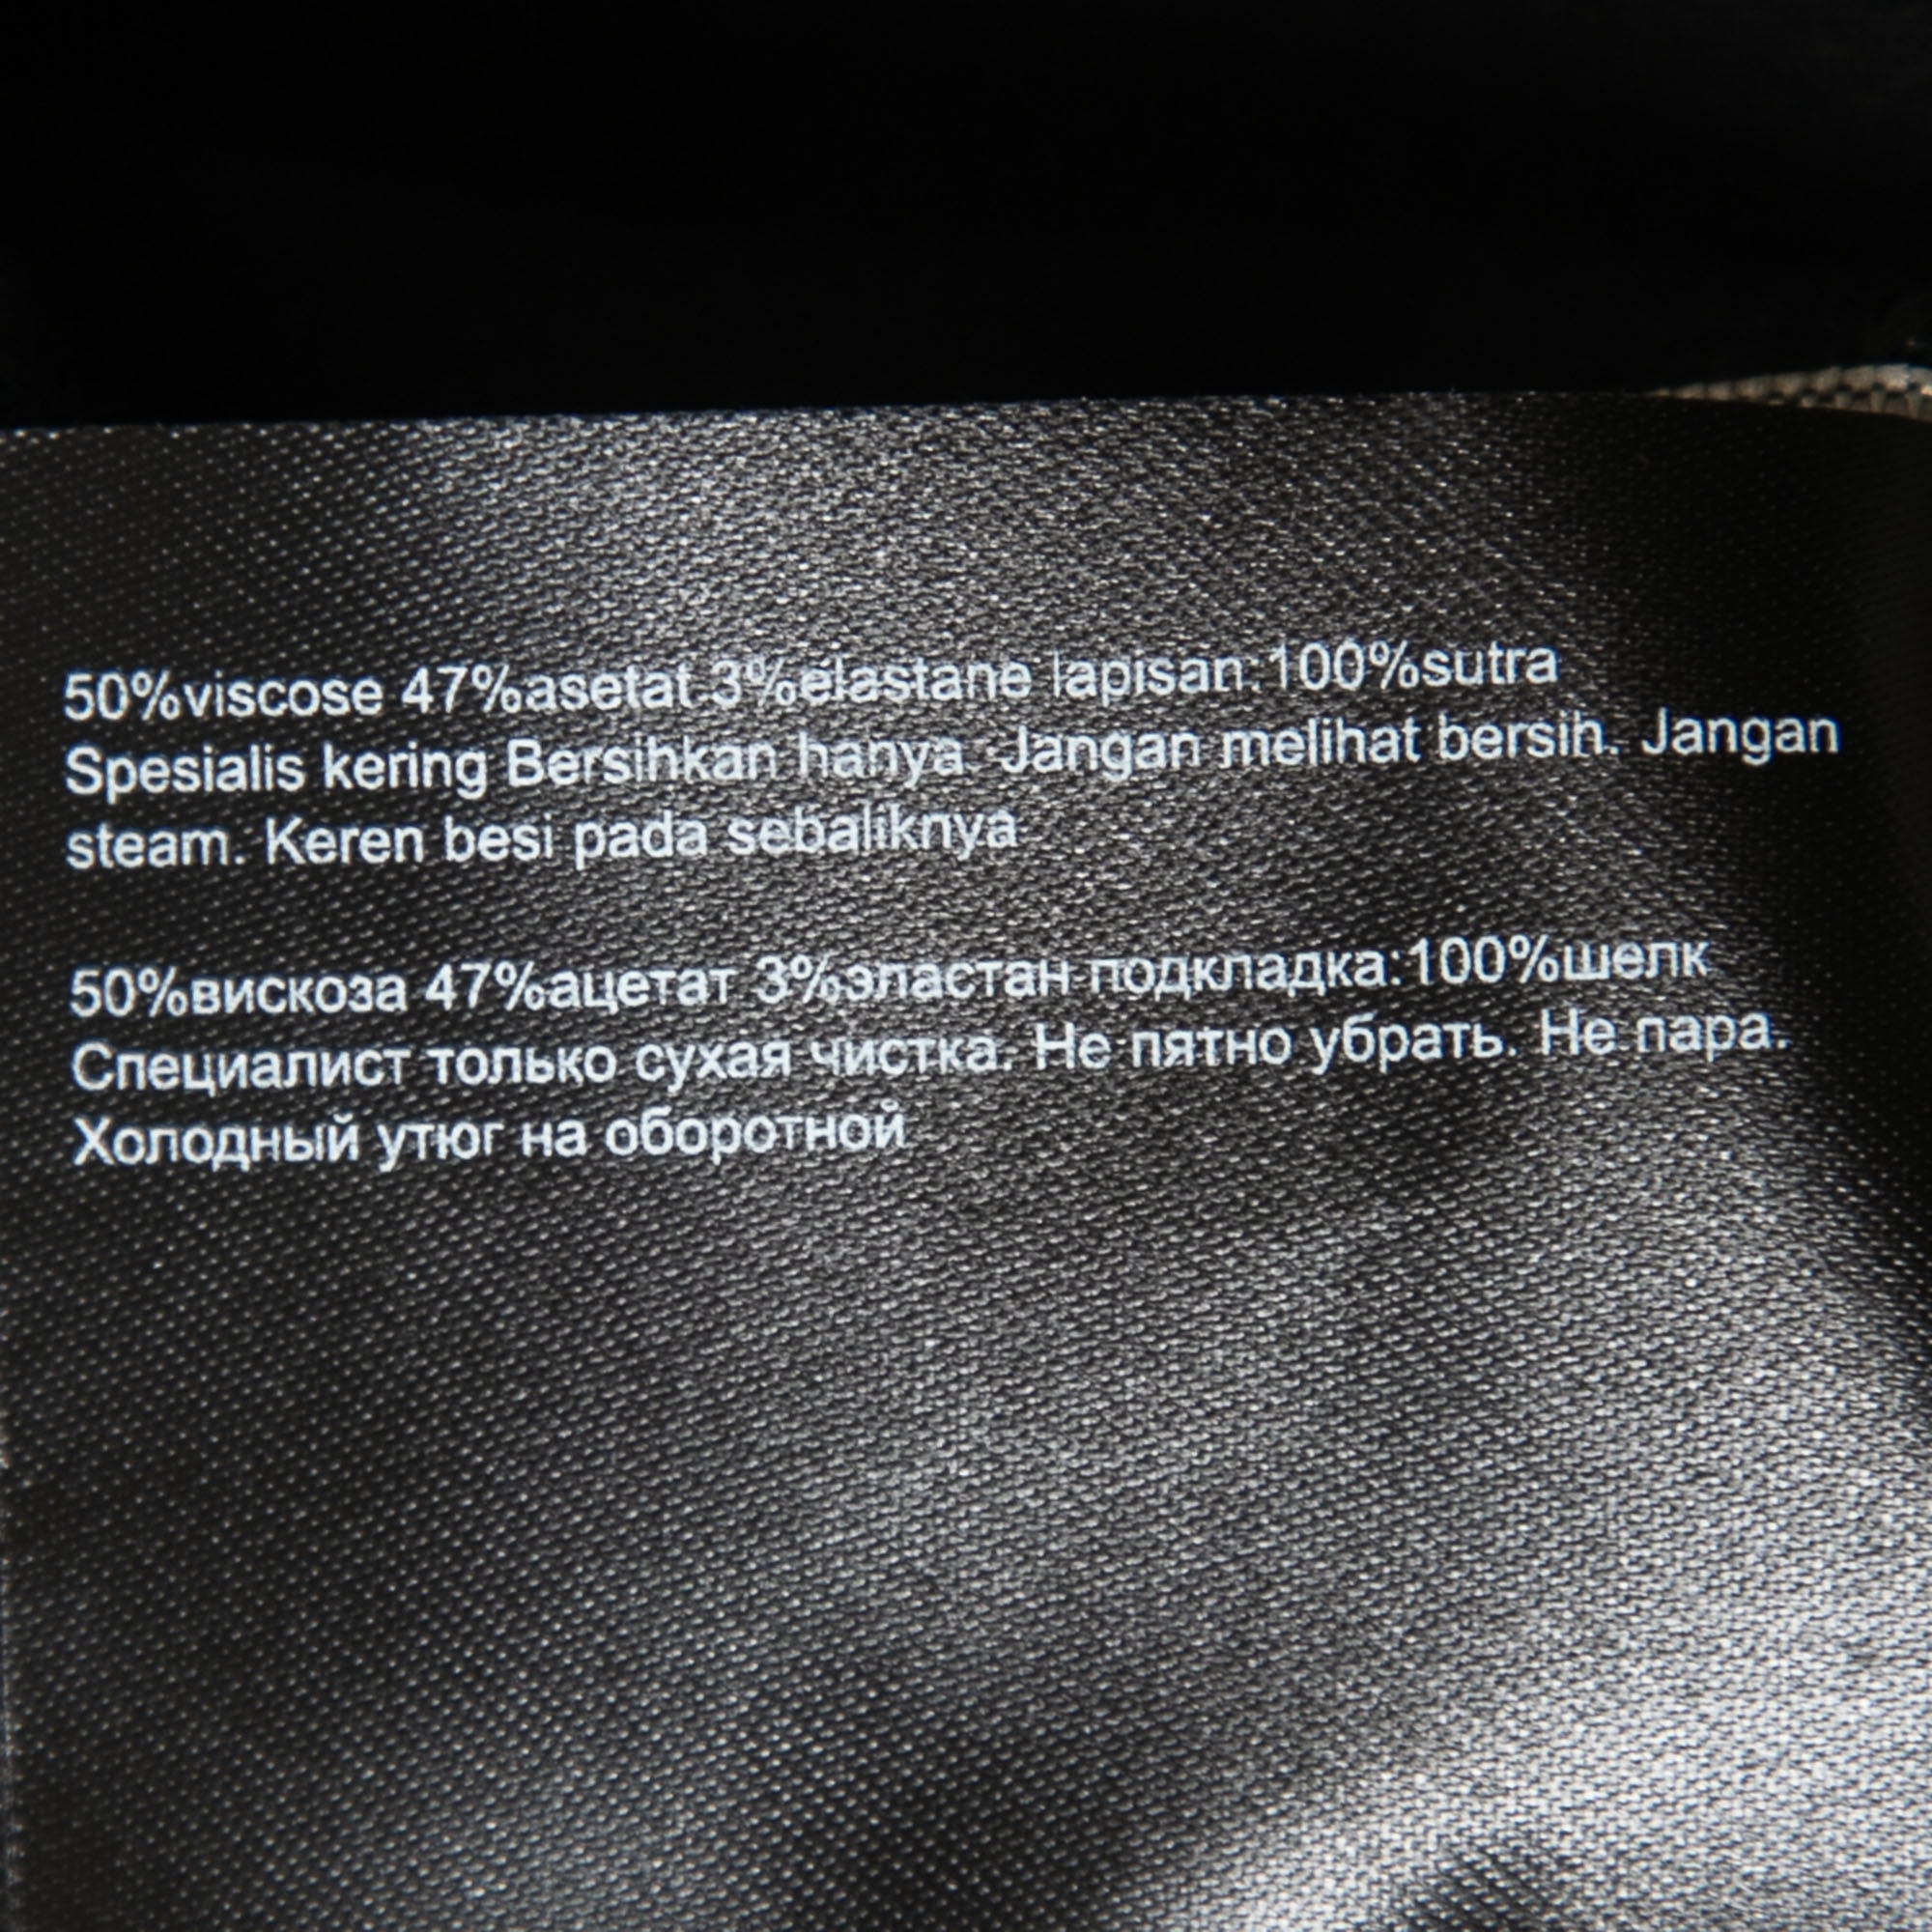 50%viscose 47%asetat 3%elastane lapisan:100%sutra
Spesialis kering Bersihkan hanya. Jangan melihat bersih. Jangan
steam. Keren besi pada sebaliknya
50%вискоза 47%ацетат 3%эластан подкладка:100%шелк
Специалист только сухая чистка. Не пятно убрать. Не пара.
Холодный утюг на оборотной